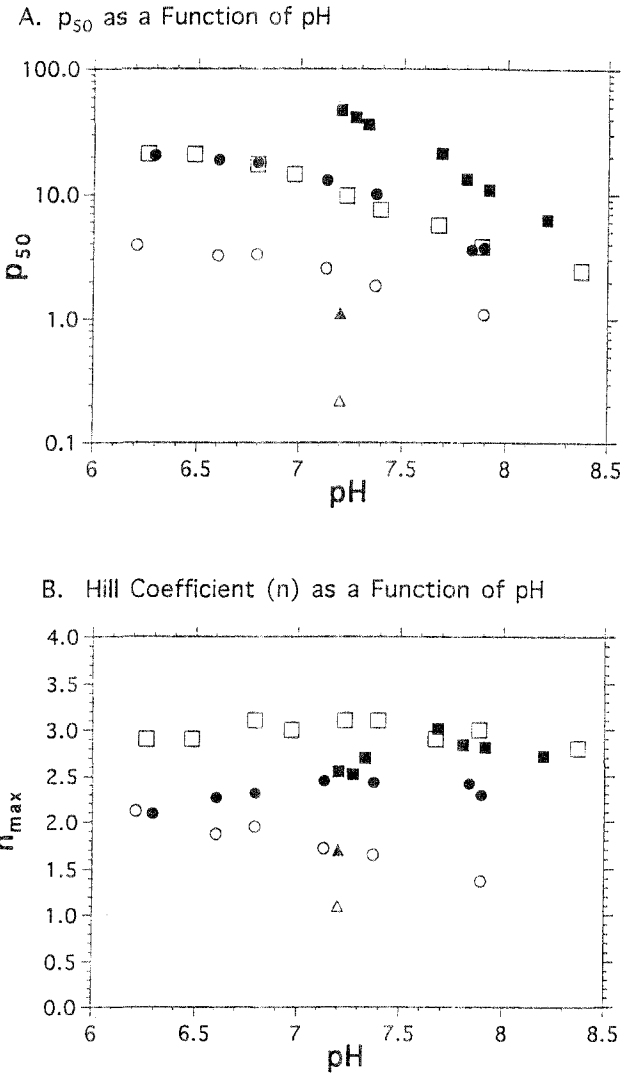 A. p50 as a Function of pH
100.0
10.0
1.0
0.1
p50
6 6.5 7 7.5 8 8.5
pH
B. Hill Coefficient (n) as a Function of pH
4.0
3.5
3.0
2.5
2.0
1.5
1.0
0.5
0.0
nmax
6 6.5 7 7.5 8 8.5
pH